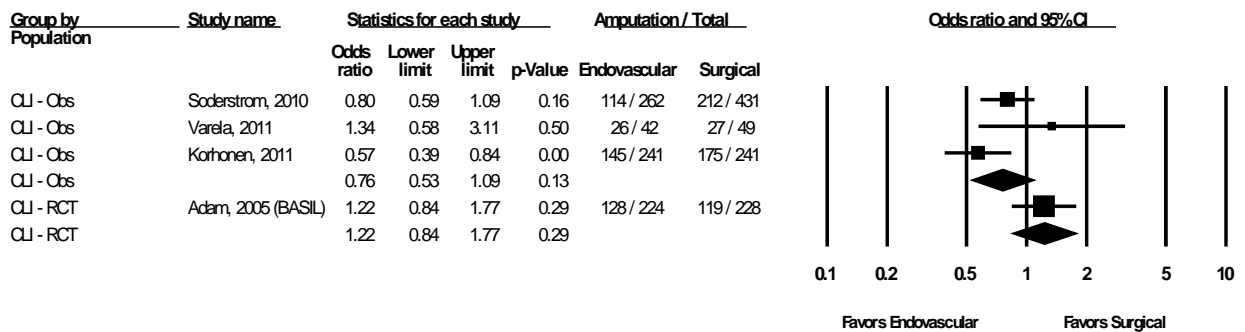 Group by Population Study name Statistics for each study Amputation / Total Odds ratio and 95% CI
Odds ratio Lower limit Upper limit p-Value Endovascular Surgical
CLI - Obs Soderstrom, 2010 0.80 0.59 1.09 0.16 114 / 262 212 / 431
CLI - Obs Varela, 2011 1.34 0.58 3.11 0.50 26 / 42 27 / 49
CLI - Obs Korhonen, 2011 0.57 0.39 0.84 0.00 145 / 241 175 / 241
CLI - Obs 0.76 0.53 1.09 0.13
CLI - RCT Adam, 2005 (BASIL) 1.22 0.84 1.77 0.29 128 / 224 119 / 228
CLI - RCT 1.22 0.84 1.77 0.29
0.1 0.2 0.5 1 2 5 10
Favors Endovascular Favors Surgical